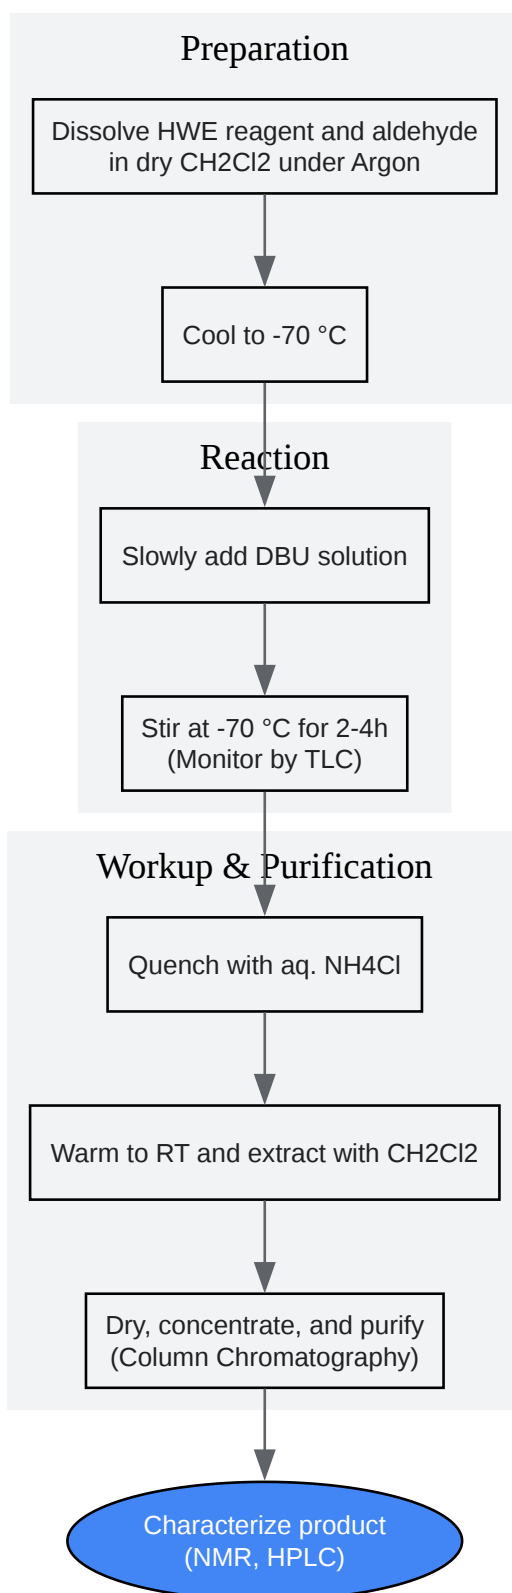 Preparation
Dissolve HWE reagent and aldehyde
in dry CH2Cl2 under Argon
Cool to -70 °C
Reaction
Slowly add DBU solution
Stir at -70 °C for 2-4h
(Monitor by TLC)
Workup & Purification
Quench with aq. NH4Cl
Warm to RT and extract with CH2Cl2
Dry, concentrate, and purify
(Column Chromatography)
Characterize product
(NMR, HPLC)